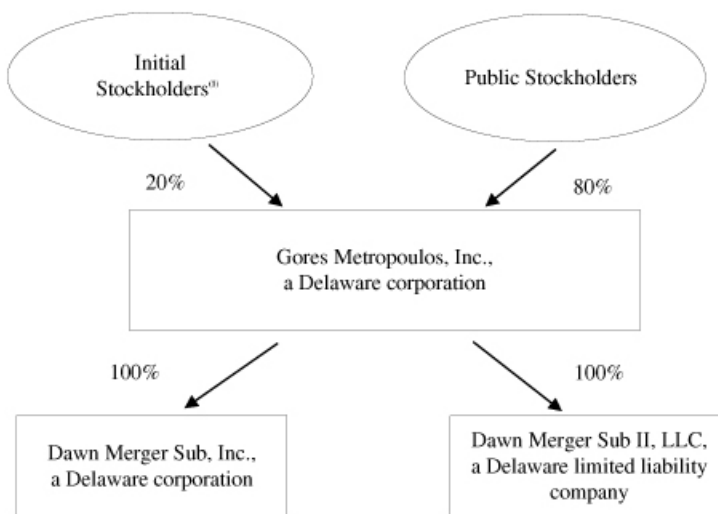 Initial
Stockholders⁽¹⁾
Public Stockholders
20%
80%
Gores Metropoulos, Inc.,
a Delaware corporation
100%
100%
Dawn Merger Sub, Inc.,
a Delaware corporation
Dawn Merger Sub II, LLC,
a Delaware limited liability
company